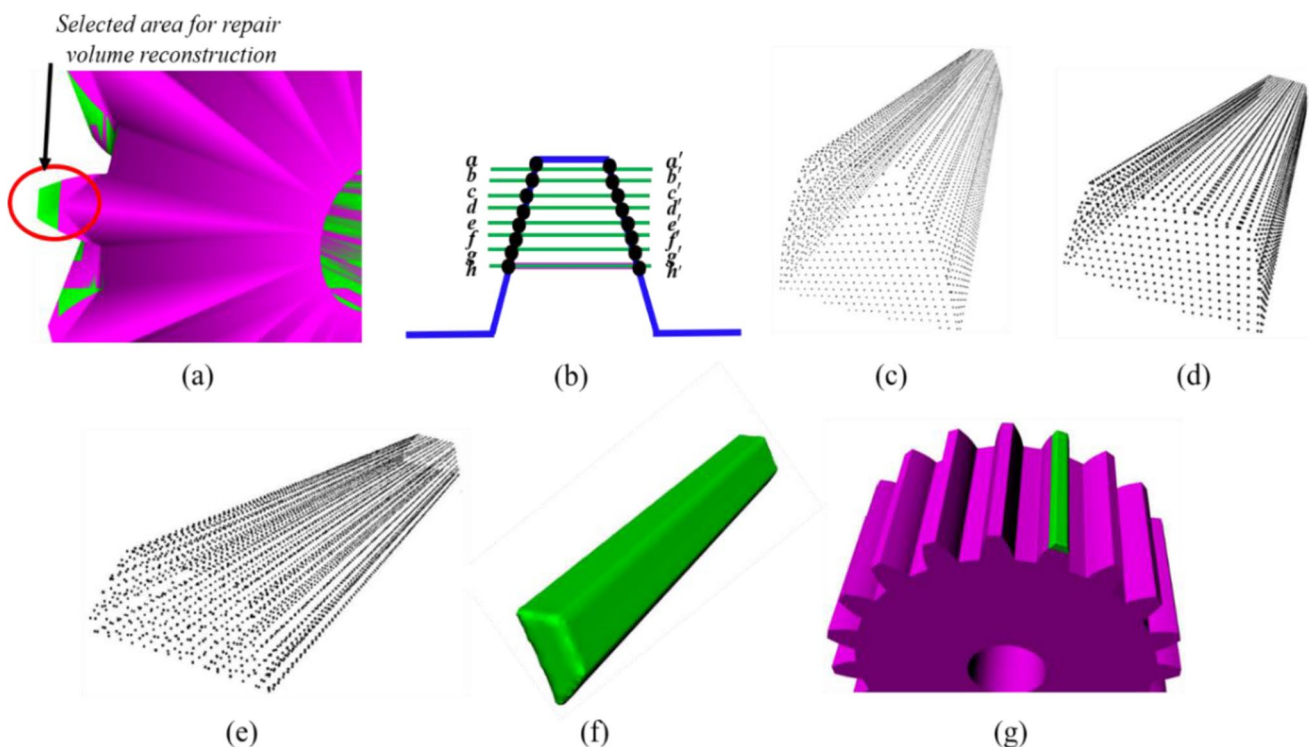 Selected area for repair
volume reconstruction
a a′
b b′
c c′
d d′
e e′
f f′
g g′
h h′
(a)
(b)
(c)
(d)
(e)
(f)
(g)